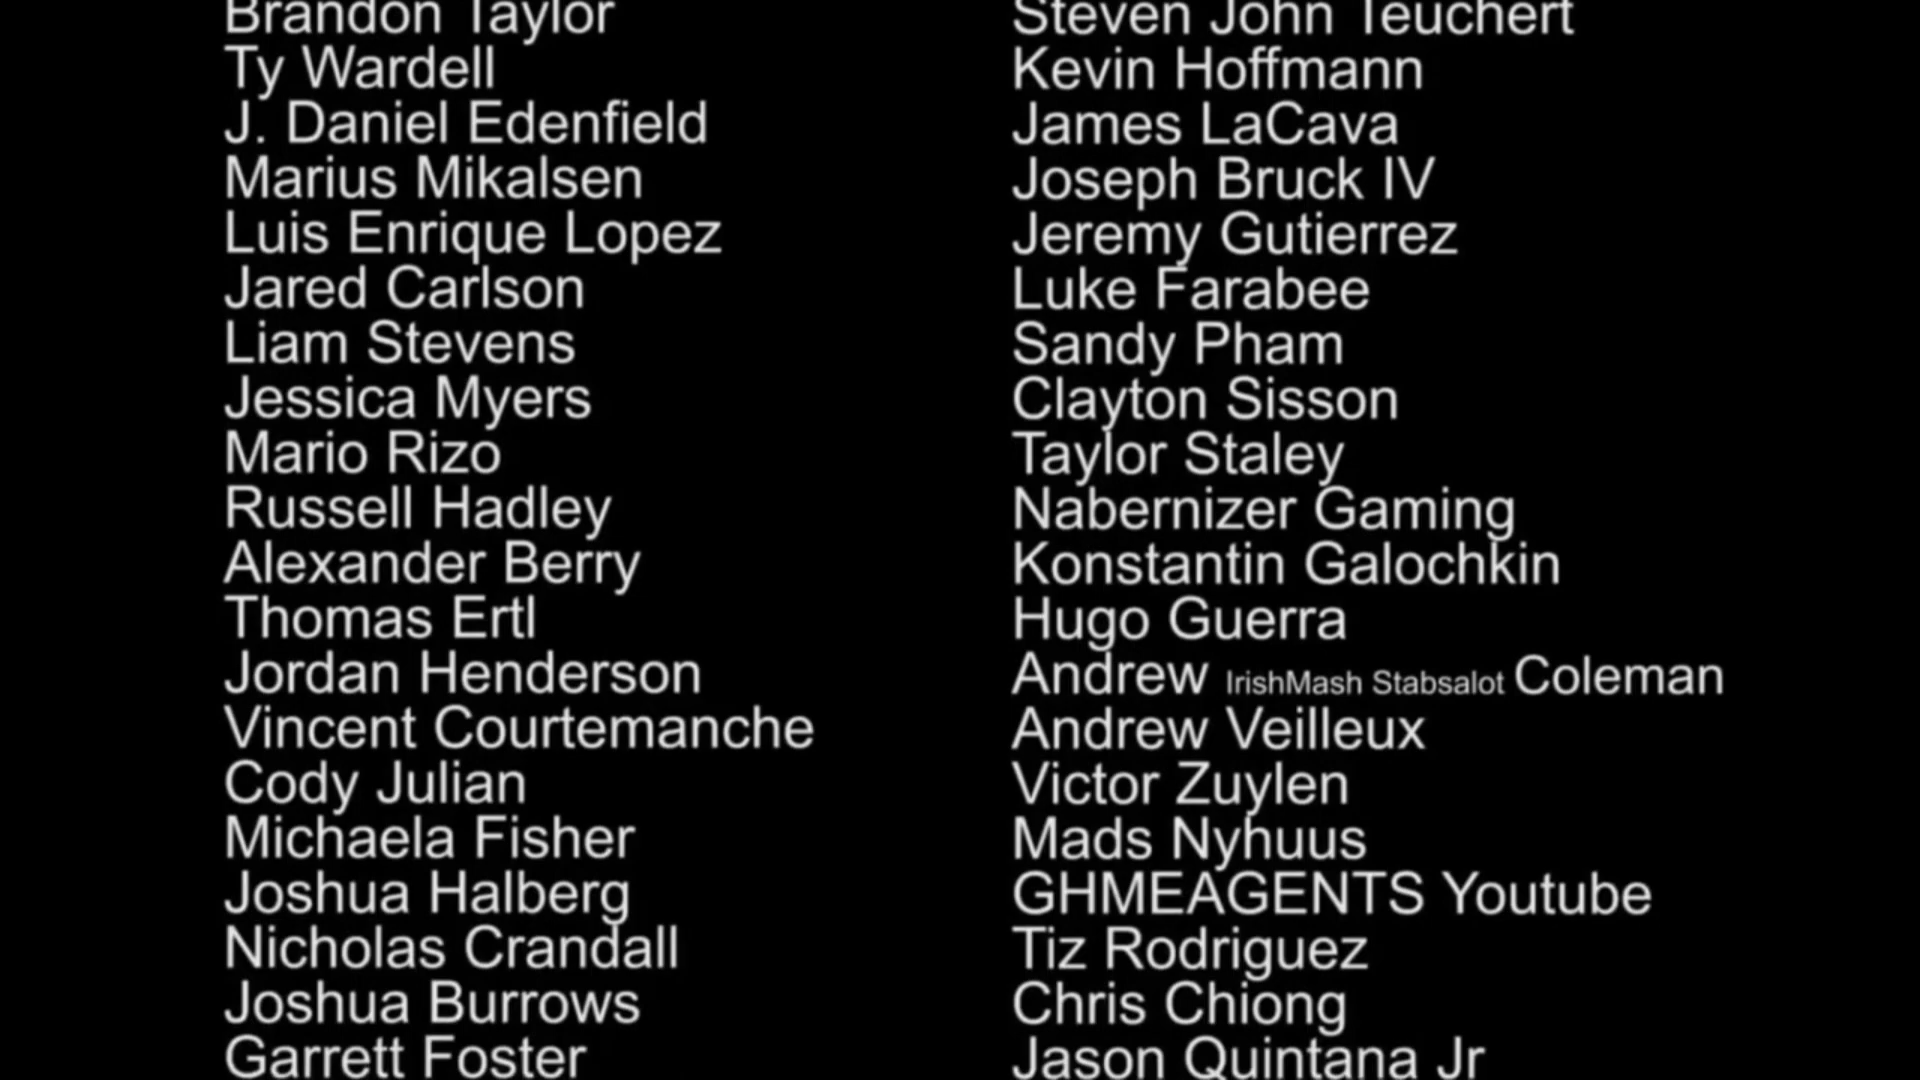 Brandon Taylor
Ty Wardell
J. Daniel Edenfield
Marius Mikalsen
Luis Enrique Lopez
Jared Carlson
Liam Stevens
Jessica Myers
Mario Rizo
Russell Hadley
Alexander Berry
Thomas Ertl
Jordan Henderson
Vincent Courtemanche
Cody Julian
Michaela Fisher
Joshua Halberg
Nicholas Crandall
Joshua Burrows
Garrett Foster
Steven John Teuchert
Kevin Hoffmann
James LaCava
Joseph Bruck IV
Jeremy Gutierrez
Luke Farabee
Sandy Pham
Clayton Sisson
Taylor Staley
Nabernizer Gaming
Konstantin Galochkin
Hugo Guerra
Andrew IrishMash Stabsalot Coleman
Andrew Veilleux
Victor Zuylen
Mads Nyhuus
GHMEAGENTS Youtube
Tiz Rodriguez
Chris Chiong
Jason Quintana Jr